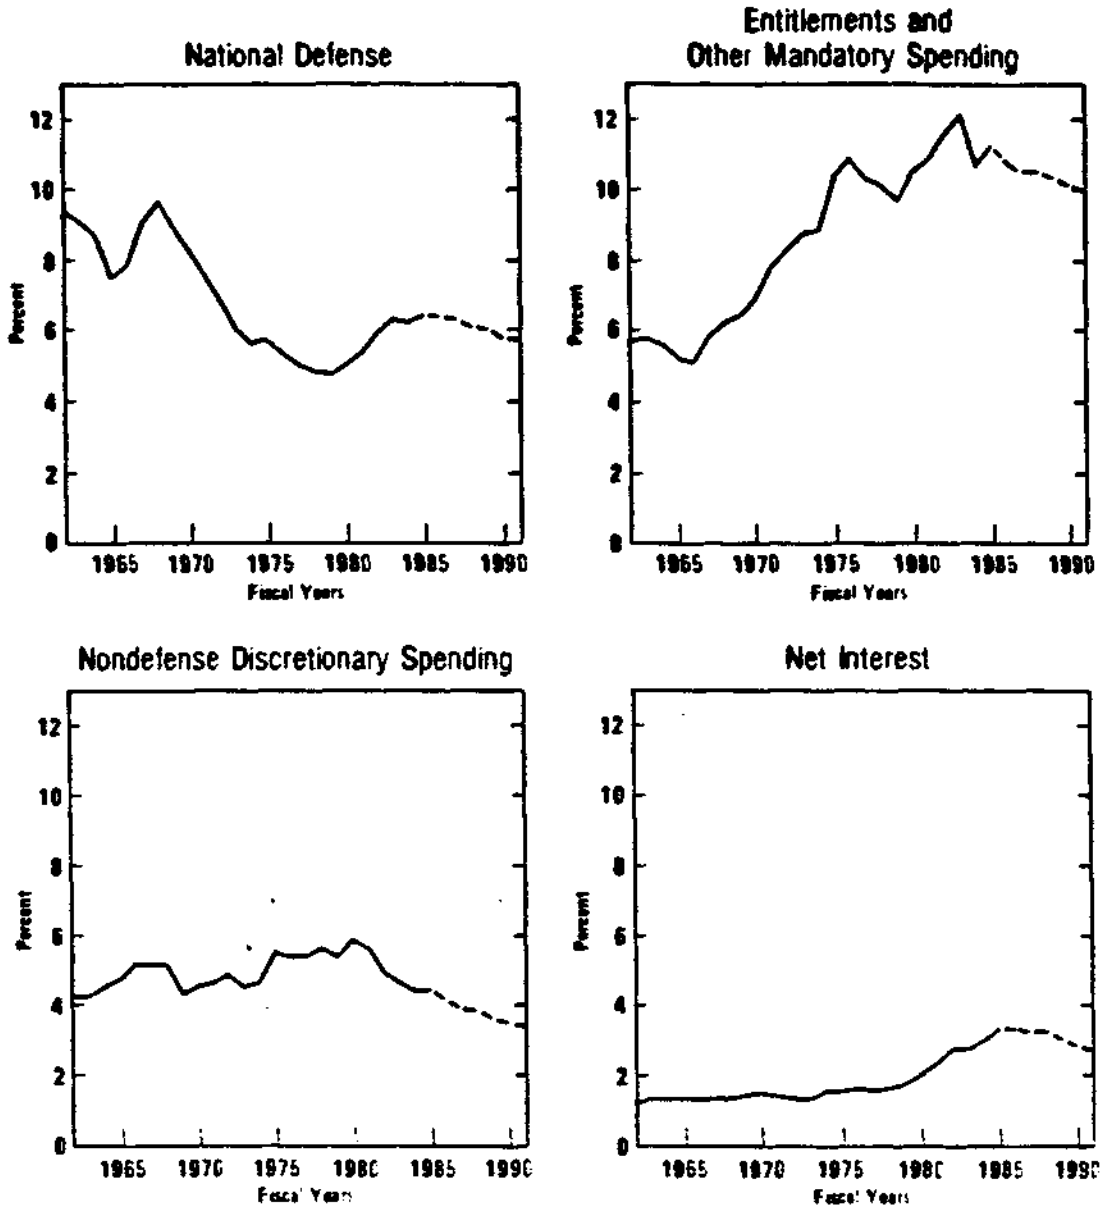 National Defense
Percent
12
10
8
6
4
2
0
1965 1970 1975 1980 1985 1990
Fiscal Years
Entitlements and
Other Mandatory Spending
Percent
12
10
8
6
4
2
0
1965 1970 1975 1980 1985 1990
Fiscal Years
Nondefense Discretionary Spending
Percent
12
10
8
6
4
2
0
1965 1970 1975 1980 1985 1990
Fiscal Years
Net Interest
Percent
12
10
8
6
4
2
0
1965 1970 1975 1980 1985 1990
Fiscal Years